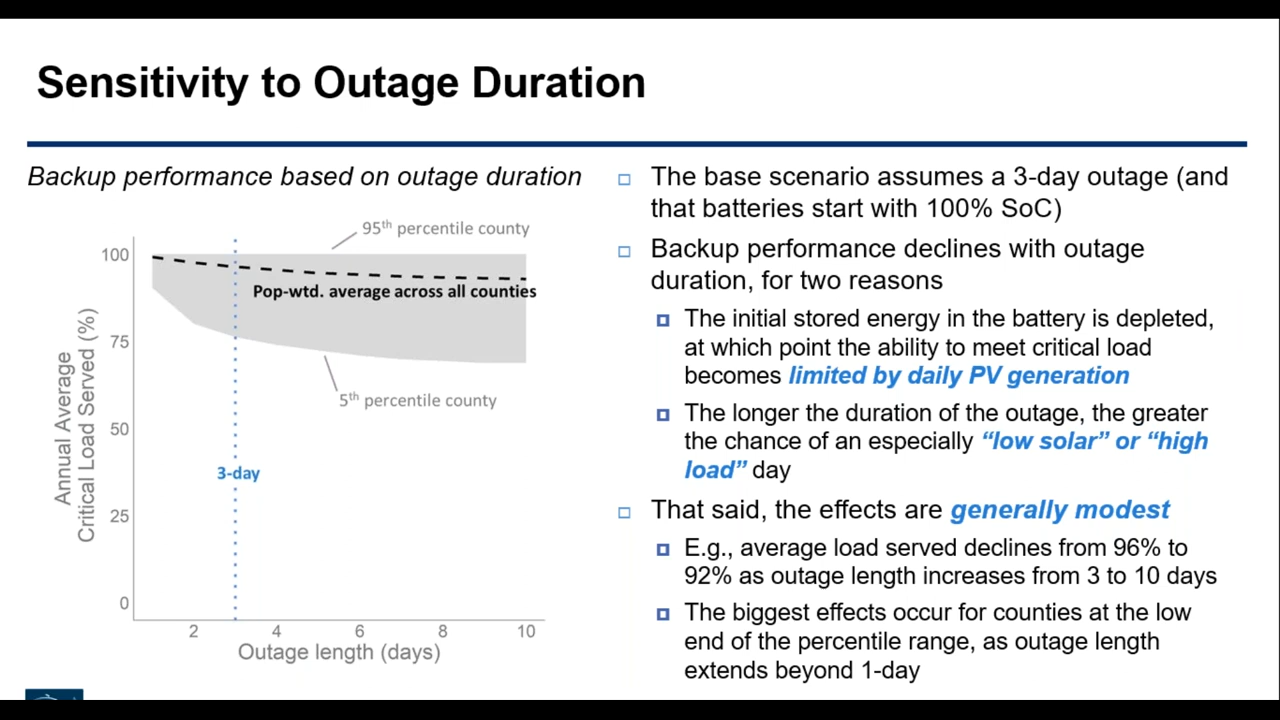 Sensitivity to Outage Duration
Backup performance based on outage duration
95th percentile county
100
Pop-wtd. average across all counties
75
5th percentile county
50
3-day
25
0
Annual Average
Critical Load Served (%)
2 4 6 8 10
Outage length (days)
The base scenario assumes a 3-day outage (and
that batteries start with 100% SoC)
Backup performance declines with outage
duration, for two reasons
The initial stored energy in the battery is depleted,
at which point the ability to meet critical load
becomes limited by daily PV generation
The longer the duration of the outage, the greater
the chance of an especially “low solar” or “high
load” day
That said, the effects are generally modest
E.g., average load served declines from 96% to
92% as outage length increases from 3 to 10 days
The biggest effects occur for counties at the low
end of the percentile range, as outage length
extends beyond 1-day